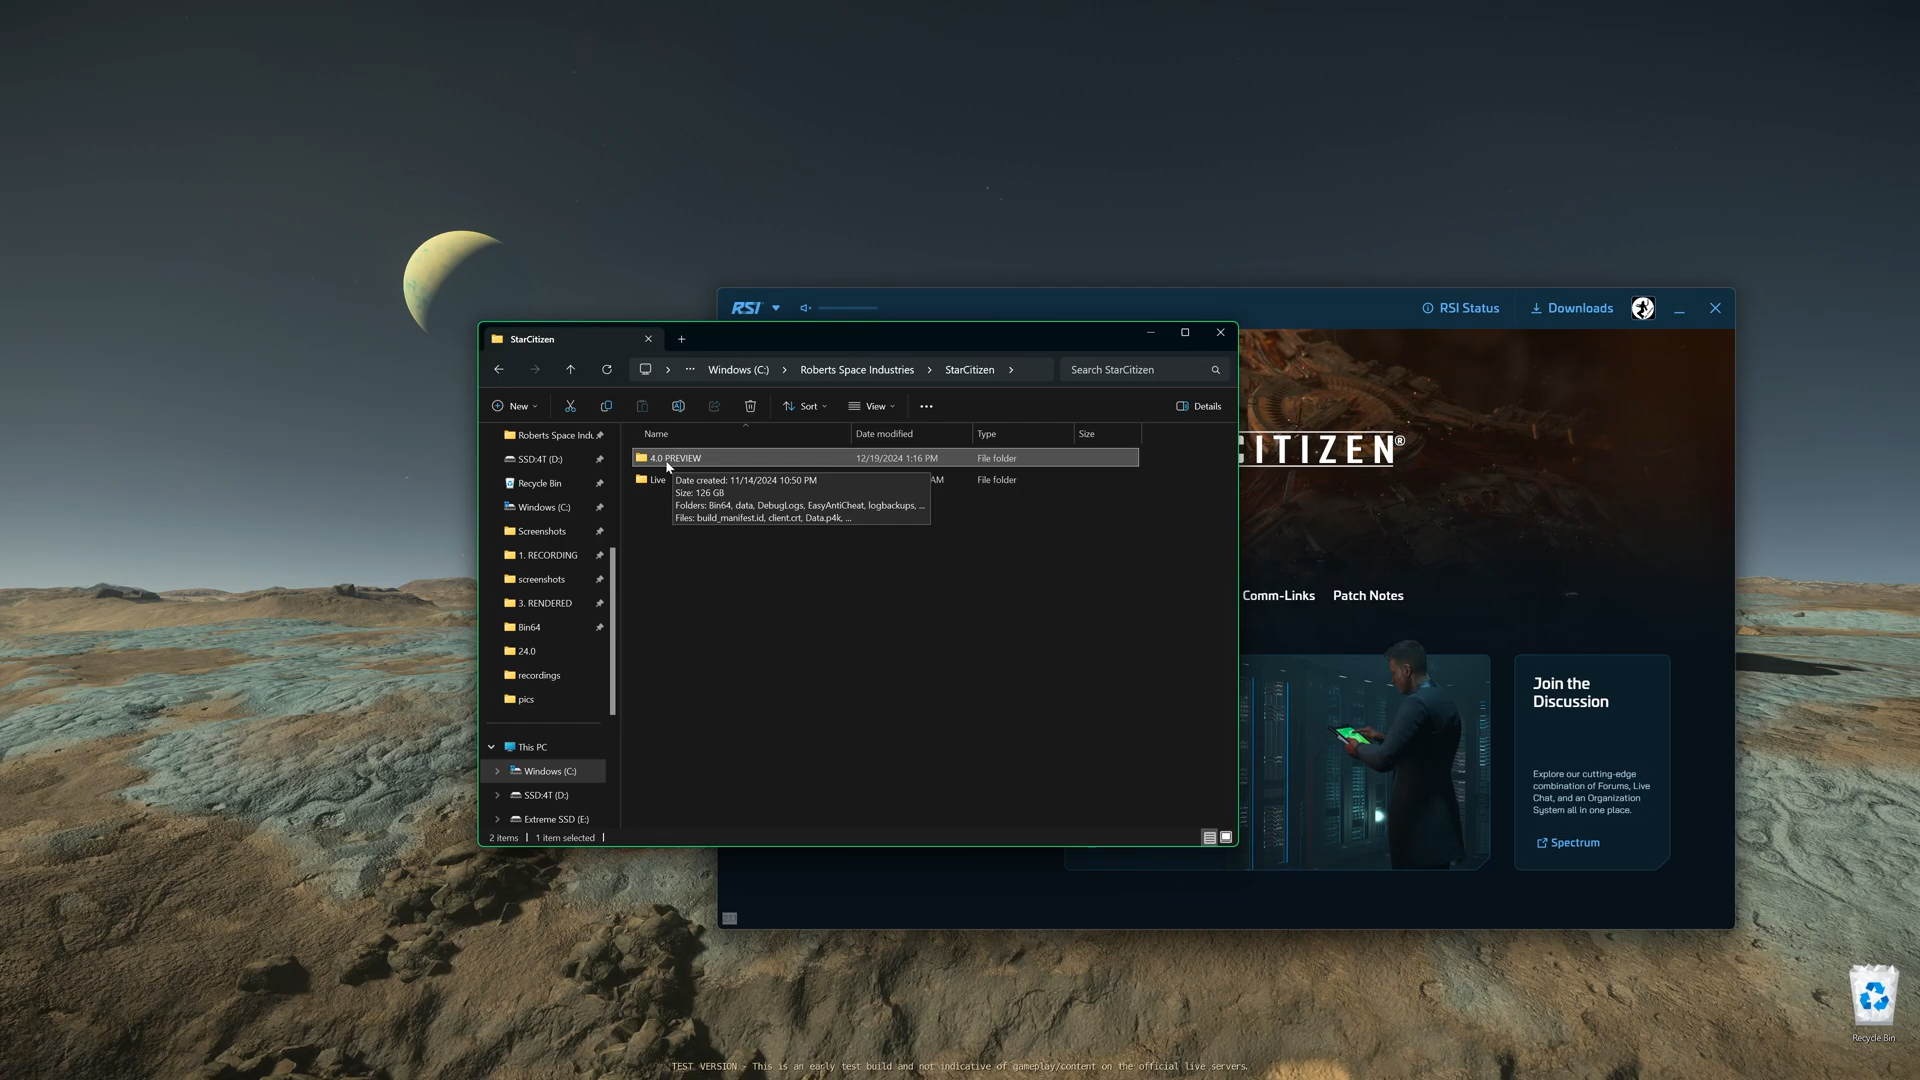 RSI
RSI Status
Downloads
StarCitizen
Windows (C:)
Roberts Space Industries
StarCitizen
Search StarCitizen
New
Sort
View
Details
Roberts Space Indu
SSD:4T (D:)
Recycle Bin
Windows (C:)
Screenshots
1. RECORDING
screenshots
3. RENDERED
Bin64
24.0
recordings
pics
This PC
Windows (C:)
SSD:4T (D:)
Extreme SSD (E:)
Name
Date modified
Type
Size
4.0 PREVIEW
12/19/2024 1:16 PM
File folder
Live
AM
File folder
Date created: 11/14/2024 10:50 PM
Size: 126 GB
Folders: Bin64, data, DebugLogs, EasyAntiCheat, logbackups, ...
Files: build_manifest.id, client.crt, Data.p4k, ...
2 items
1 item selected
CITIZEN®
Comm-Links
Patch Notes
Join the
Discussion
Explore our cutting-edge
combination of Forums, Live
Chat, and an Organization
System all in one place.
Spectrum
Recycle Bin
TEST VERSION - This is an early test build and not indicative of gameplay/content on the official live servers.